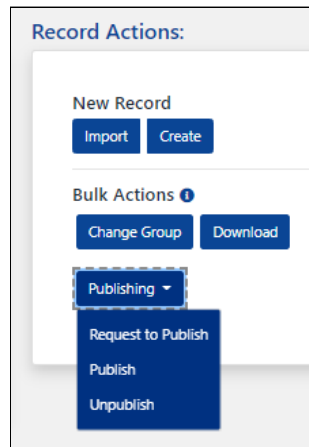 Record Actions:
New Record
Import Create
Bulk Actions
Change Group Download
Publishing
Request to Publish
Publish
Unpublish